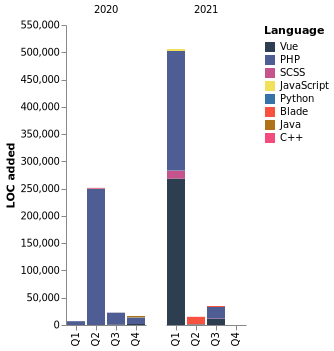 2020 2021
Language
Vue
PHP
SCSS
JavaScript
Python
Blade
Java
C++
LOC added
550,000
500,000
450,000
400,000
350,000
300,000
250,000
200,000
150,000
100,000
50,000
0
Q1 Q2 Q3 Q4 Q1 Q2 Q3 Q4